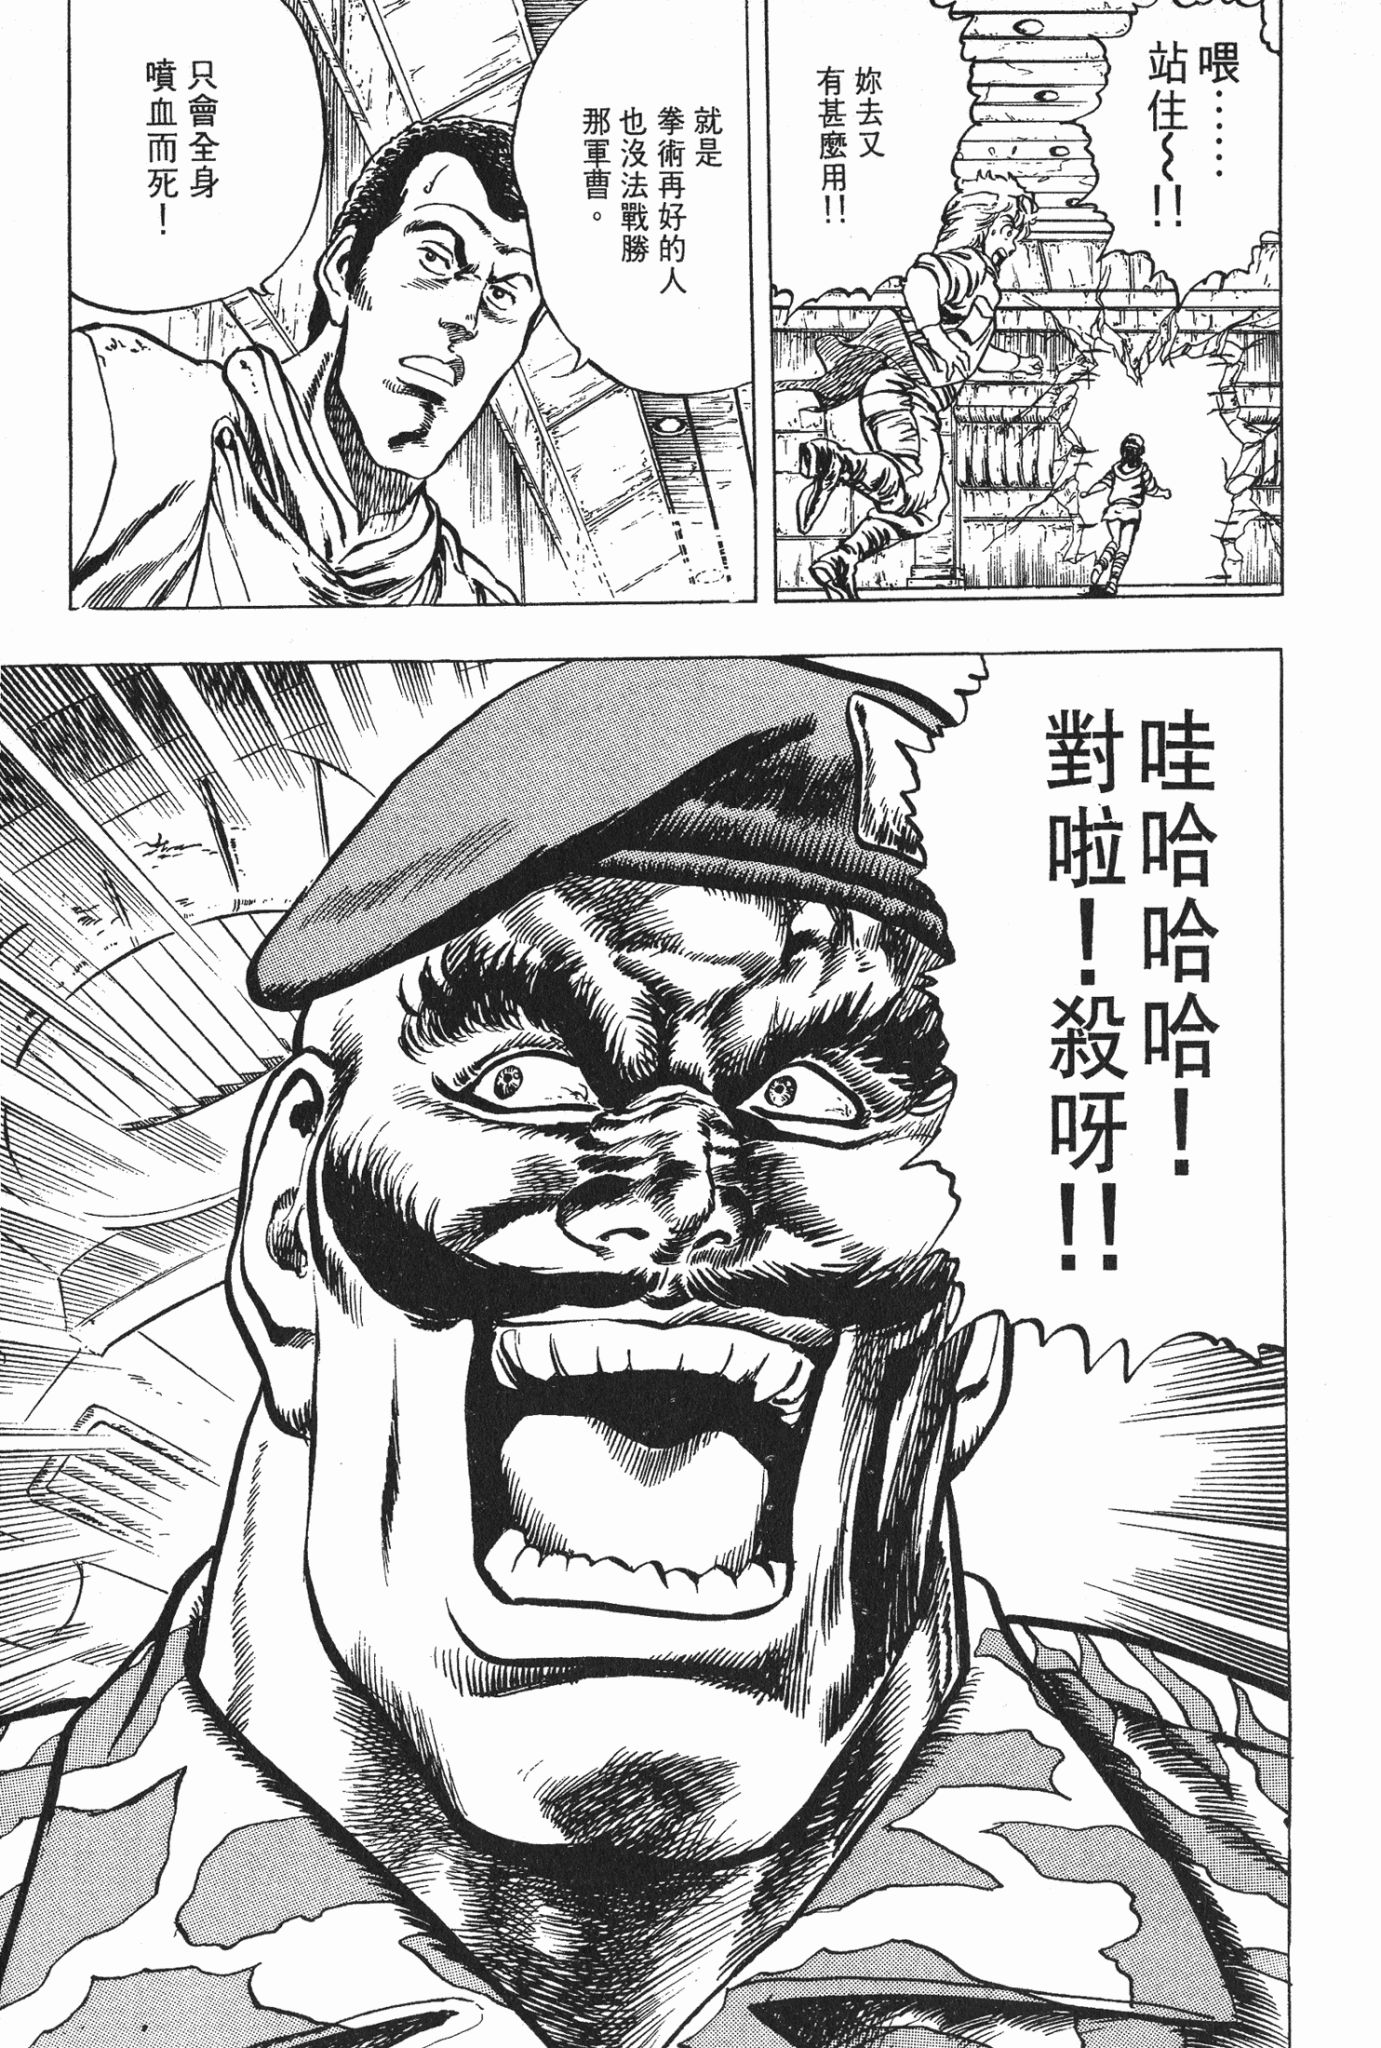 喂……
站住～!!
妳去又
有甚麼用!!
就是
拳術再好的人
也沒法戰勝
那軍曹。
只會全身
噴血而死！
哇哈哈哈！
對啦！殺呀!!